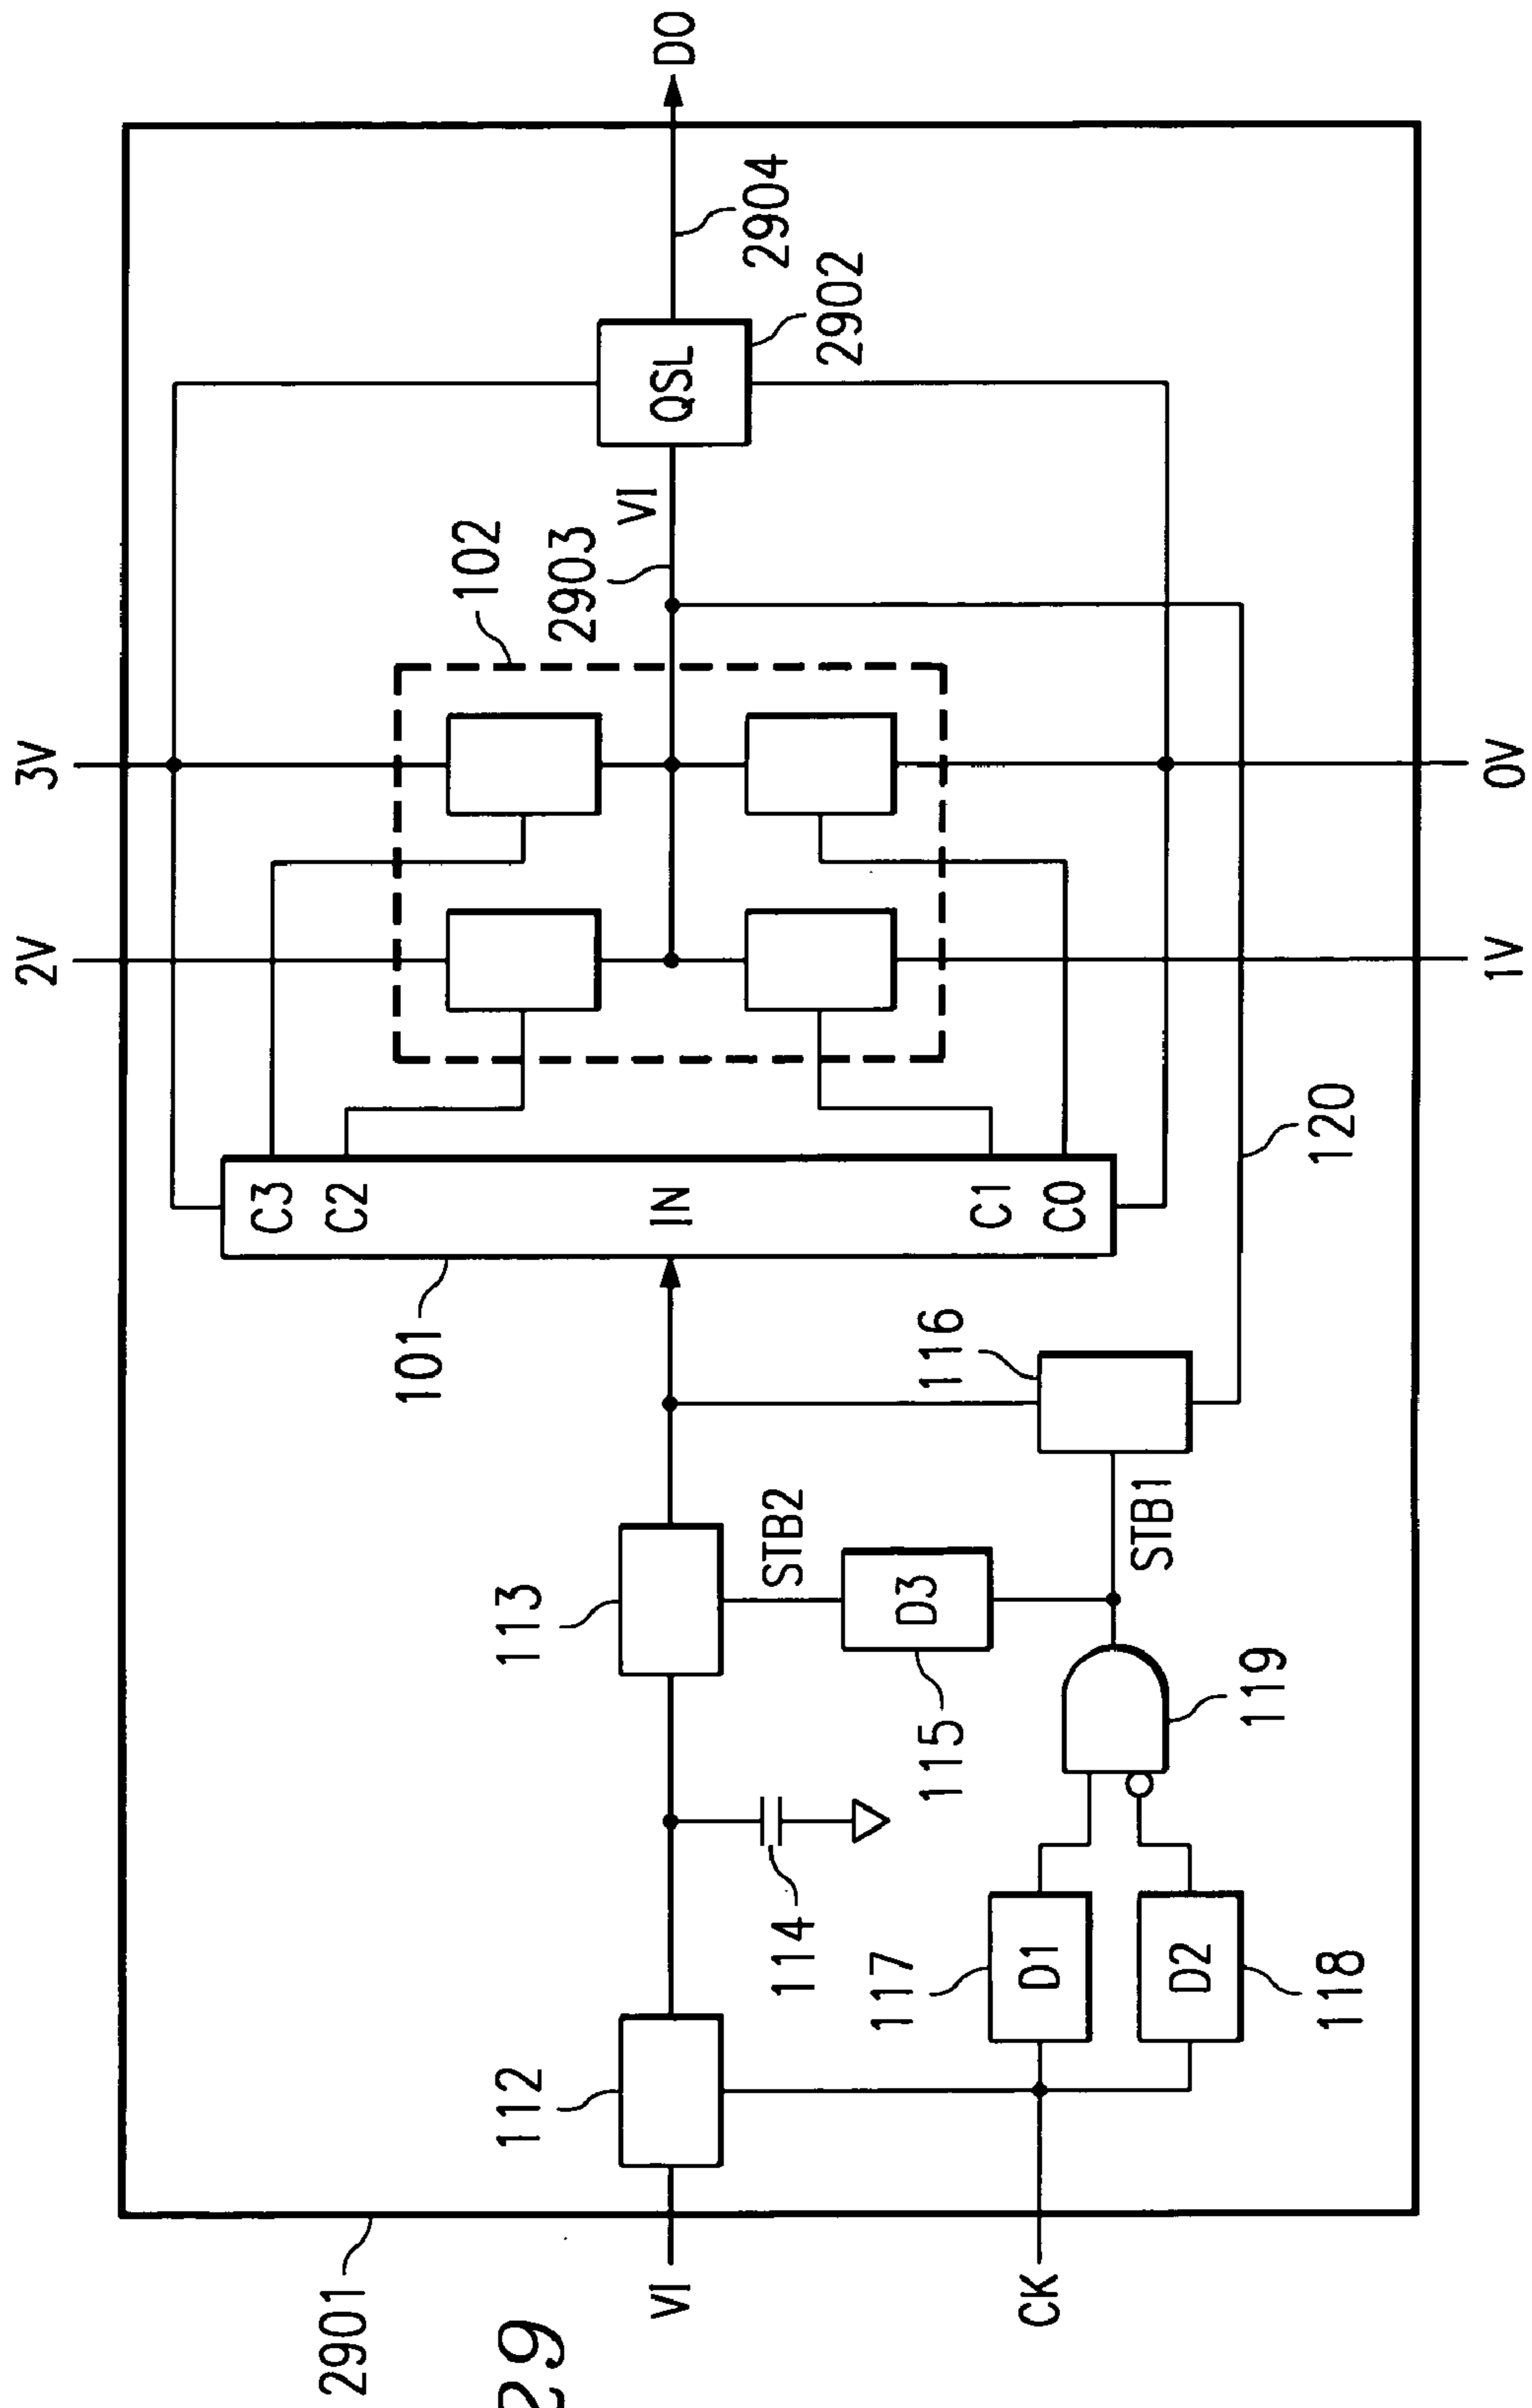 3V
2V
2901
101
C3
C2
IN
C1
C0
102
2903
VI
QSL
2902
2904
DO
112
113
114
STB2
D3
115
116
STB1
120
117
D1
D2
118
119
VI
CK
1V
0V
29